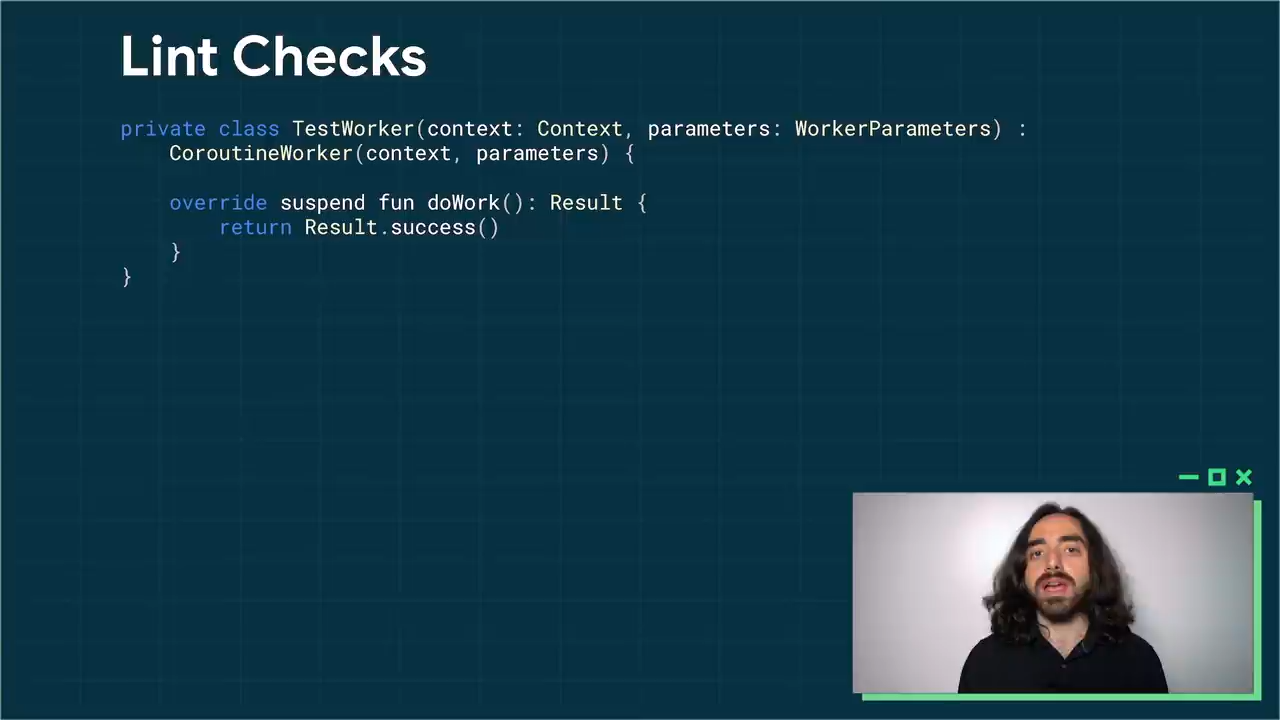 Lint Checks
private class TestWorker(context: Context, parameters: WorkerParameters) :
    CoroutineWorker(context, parameters) {
    override suspend fun doWork(): Result {
        return Result.success()
    }
}